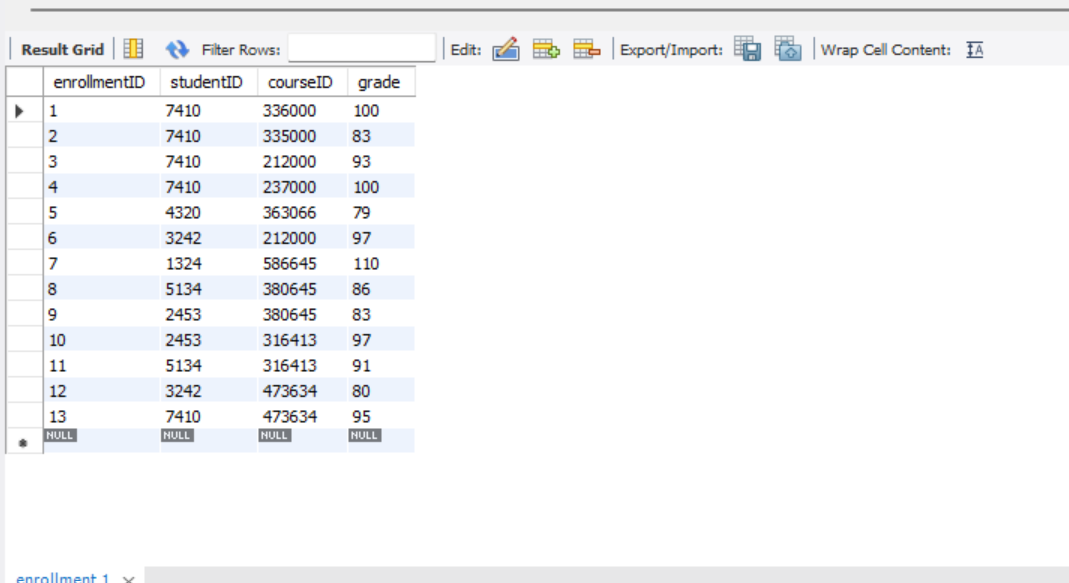 Result Grid Filter Rows: Edit: Export/Import: Wrap Cell Content: IA
enrollmentID studentID courseID grade
1 7410 336000 100
2 7410 335000 83
3 7410 212000 93
4 7410 237000 100
5 4320 363066 79
6 3242 212000 97
7 1324 586645 110
8 5134 380645 86
9 2453 380645 83
10 2453 316413 97
11 5134 316413 91
12 3242 473634 80
13 7410 473634 95
NULL NULL NULL NULL
enrollment 1